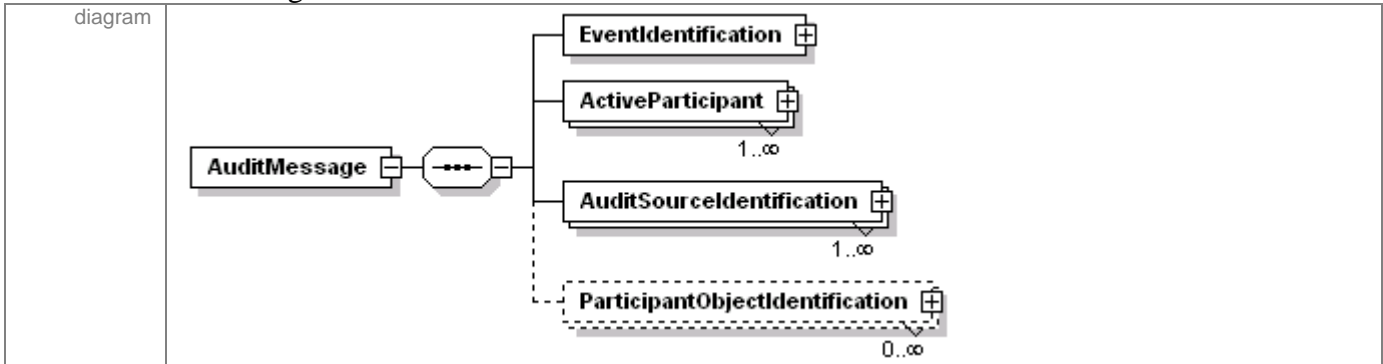 diagram
EventIdentification
ActiveParticipant
1..∞
AuditMessage
AuditSourceIdentification
1..∞
ParticipantObjectIdentification
0..∞